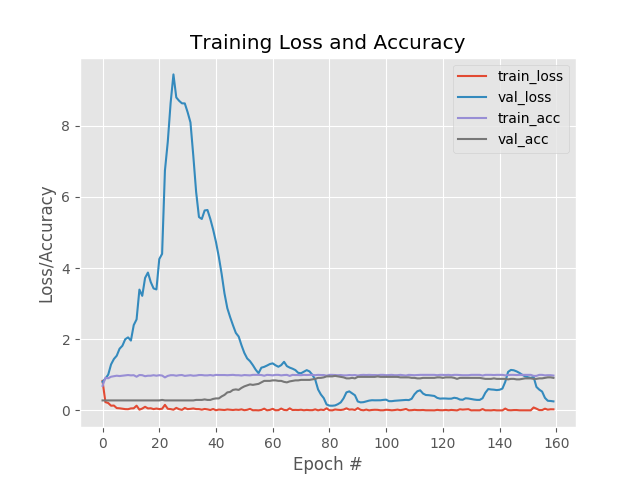 Training Loss and Accuracy
train_loss
val_loss
train_acc
val_acc
Loss/Accuracy
8
6
4
2
0
0 20 40 60 80 100 120 140 160
Epoch #